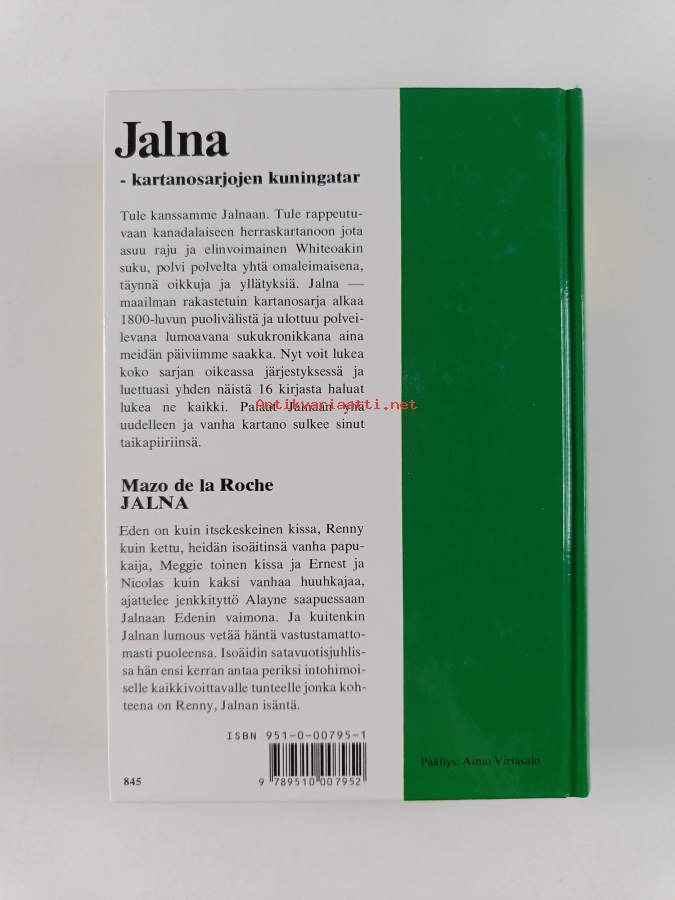 Jalna
- kartanosarjojen kuningatar
Tule kanssamme Jalnaan. Tule rappeutu-
vaan kanadalaiseen herraskartanoon jota
asuu raju ja elinvoimainen Whiteoakin
suku, polvi polvelta yhtä omaleimaisena,
täynnä oikkuja ja yllätyksiä. Jalna —
maailman rakastetuin kartanosarja alkaa
1800-luvun puolivälistä ja ulottuu polvei-
levana lumoavana sukukronikkana aina
meidän päiviimme saakka. Nyt voit lukea
koko sarjan oikeassa järjestyksessä ja
luettuasi yhden näistä 16 kirjasta haluat
lukea ne kaikki. Palaat Jalnaan yhä
Antikvariaatti.net
uudelleen ja vanha kartano sulkee sinut
taikapiiriinsä.
Mazo de la Roche
JALNA
Eden on kuin itsekeskeinen kissa, Renny
kuin kettu, heidän isoäitinsä vanha papu-
kaija, Meggie toinen kissa ja Ernest ja
Nicolas kuin kaksi vanhaa huuhkajaa,
ajattelee jenkkityttö Alayne saapuessaan
Jalnaan Edenin vaimona. Ja kuitenkin
Jalnan lumous vetää häntä vastustamatto-
masti puoleensa. Isoäidin satavuotisjuhlis-
sa hän ensi kerran antaa periksi intohimoi-
selle kaikkivoittavalle tunteelle jonka koh-
teena on Renny, Jalnan isäntä.
ISBN 951-0-00795-1
845
9 789510 007952
Päällys: Aimo Virtasalo